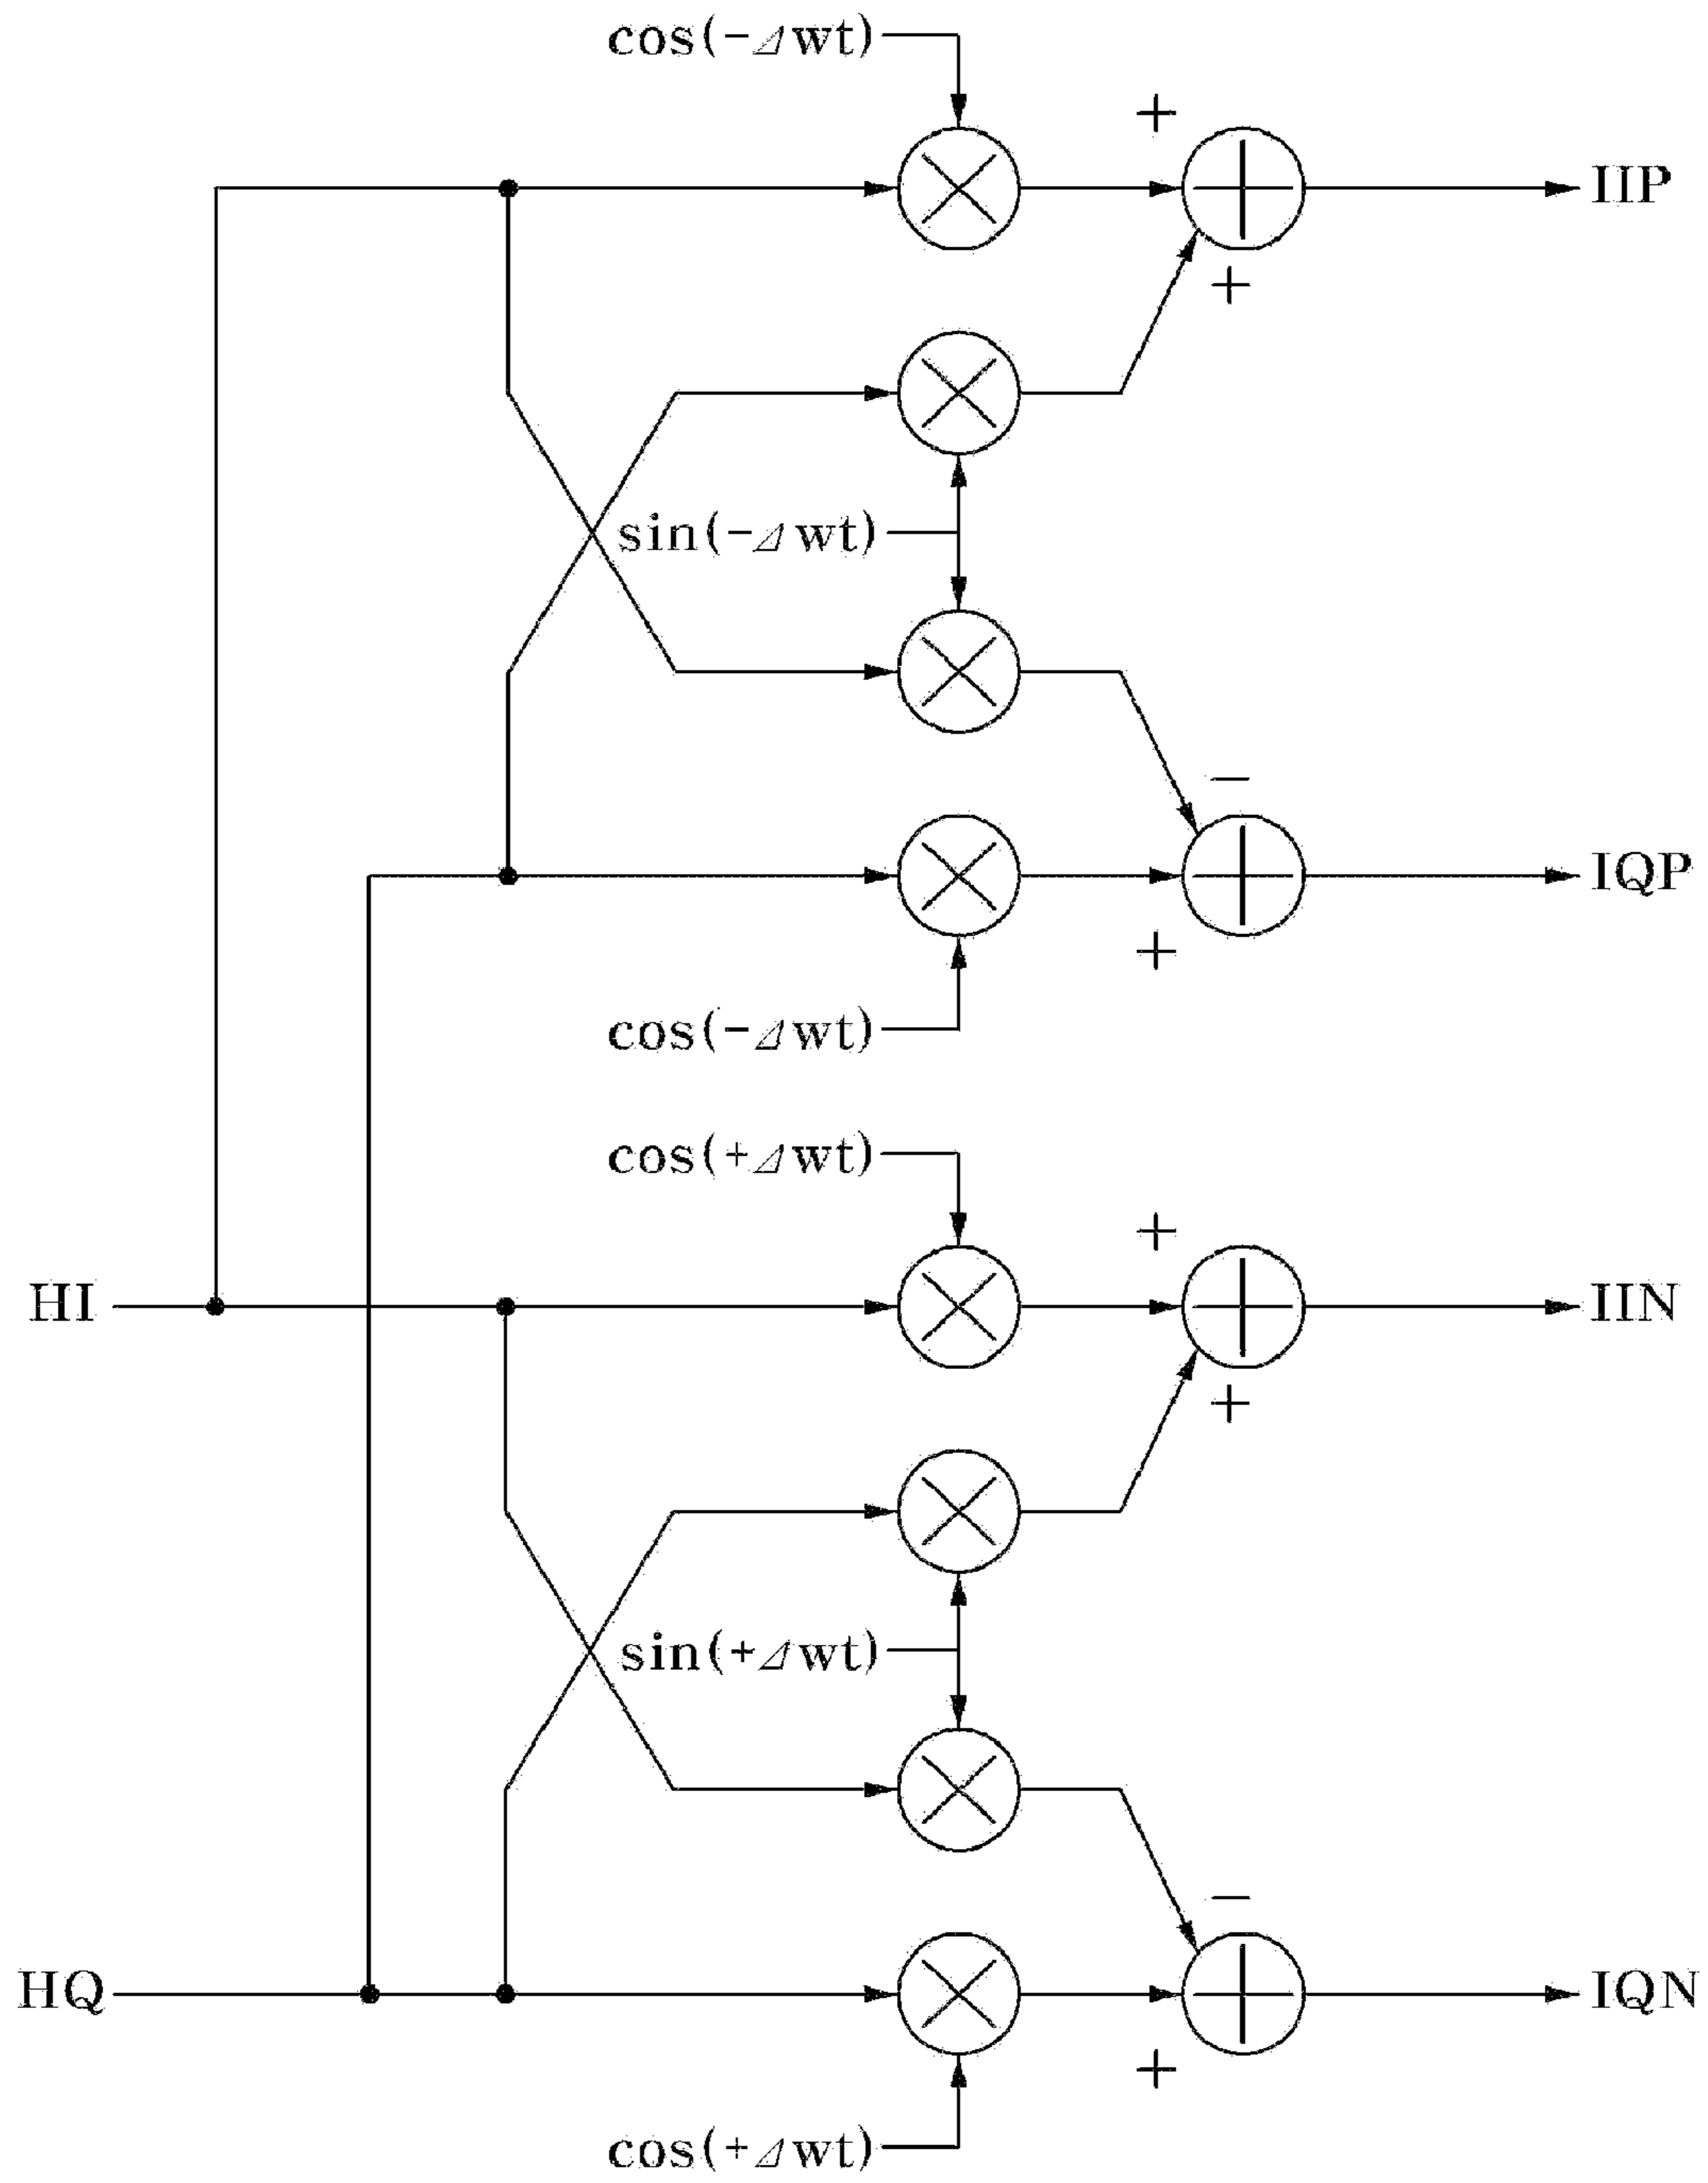 cos(-⊿wt)
+
IIP
+
sin(-⊿wt)
-
IQP
+
cos(-⊿wt)
cos(+⊿wt)
+
HI
IIN
+
sin(+⊿wt)
-
HQ
IQN
+
cos(+⊿wt)